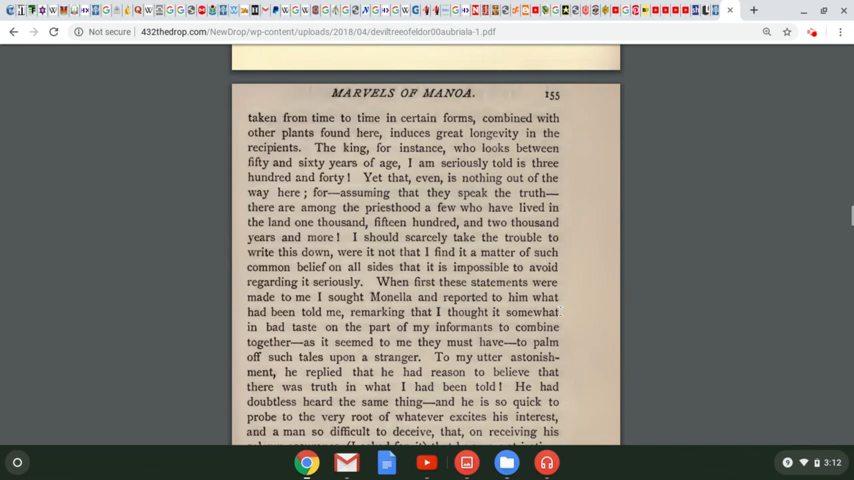 Not secure | 432thedrop.com/NewDrop/wp-content/uploads/2018/04/deviltreeofeldor00aubriala-1.pdf
MARVELS OF MANOA. 155
taken from time to time in certain forms, combined with
other plants found here, induces great longevity in the
recipients. The king, for instance, who looks between
fifty and sixty years of age, I am seriously told is three
hundred and forty! Yet that, even, is nothing out of the
way here; for—assuming that they speak the truth—
there are among the priesthood a few who have lived in
the land one thousand, fifteen hundred, and two thousand
years and more! I should scarcely take the trouble to
write this down, were it not that I find it a matter of such
common belief on all sides that it is impossible to avoid
regarding it seriously. When first these statements were
made to me I sought Monella and reported to him what
had been told me, remarking that I thought it somewhat
in bad taste on the part of my informants to combine
together—as it seemed to me they must have—to palm
off such tales upon a stranger. To my utter astonish-
ment, he replied that he had reason to believe that
there was truth in what I had been told! He had
doubtless heard the same thing—and he is so quick to
probe to the very root of whatever excites his interest,
and a man so difficult to deceive, that, on receiving his
9 3:12